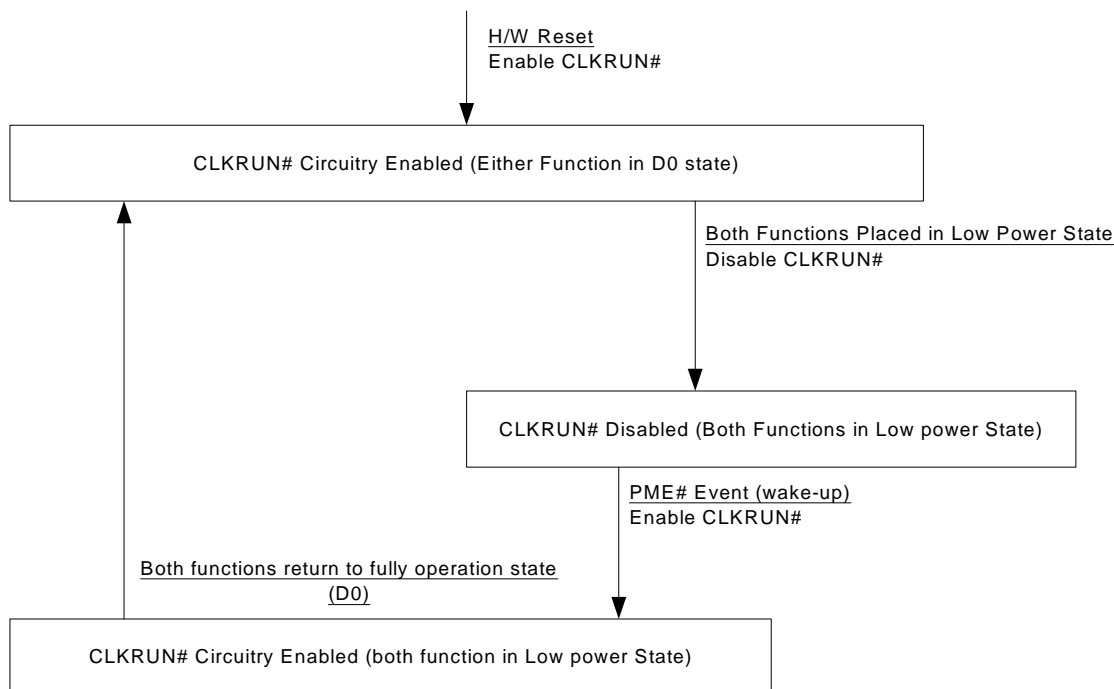 H/W Reset
Enable CLKRUN#
CLKRUN# Circuitry Enabled (Either Function in D0 state)
Both Functions Placed in Low Power State
Disable CLKRUN#
CLKRUN# Disabled (Both Functions in Low power State)
PME# Event (wake-up)
Enable CLKRUN#
Both functions return to fully operation state
(D0)
CLKRUN# Circuitry Enabled (both function in Low power State)